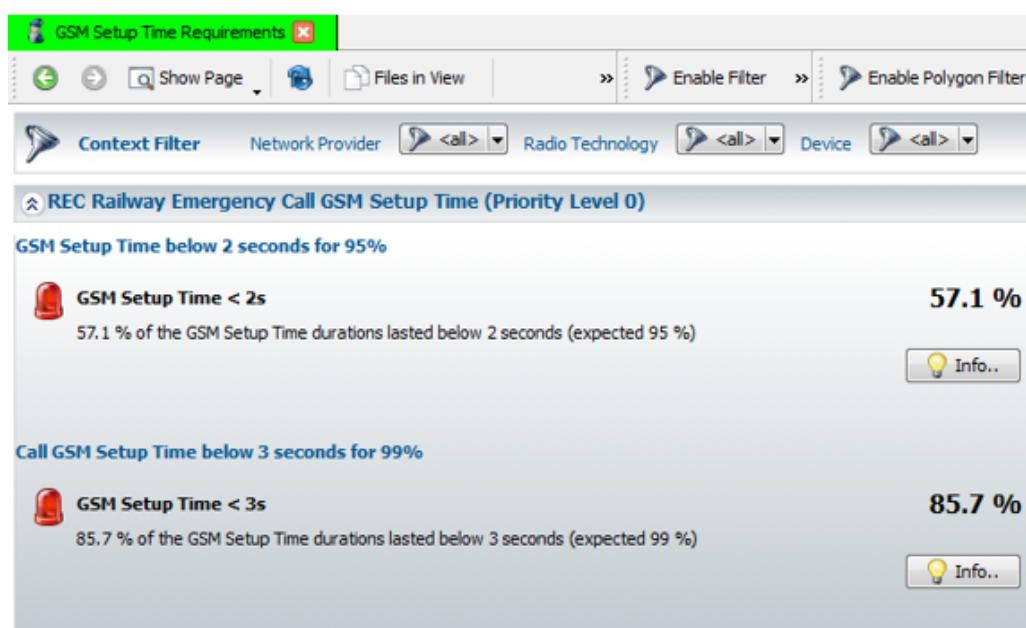 GSM Setup Time Requirements
Show Page Files in View » Enable Filter » Enable Polygon Filter
Context Filter Network Provider <all> Radio Technology <all> Device <all>
REC Railway Emergency Call GSM Setup Time (Priority Level 0)
GSM Setup Time below 2 seconds for 95%
GSM Setup Time < 2s 57.1 %
57.1 % of the GSM Setup Time durations lasted below 2 seconds (expected 95 %)
Info..
Call GSM Setup Time below 3 seconds for 99%
GSM Setup Time < 3s 85.7 %
85.7 % of the GSM Setup Time durations lasted below 3 seconds (expected 99 %)
Info..